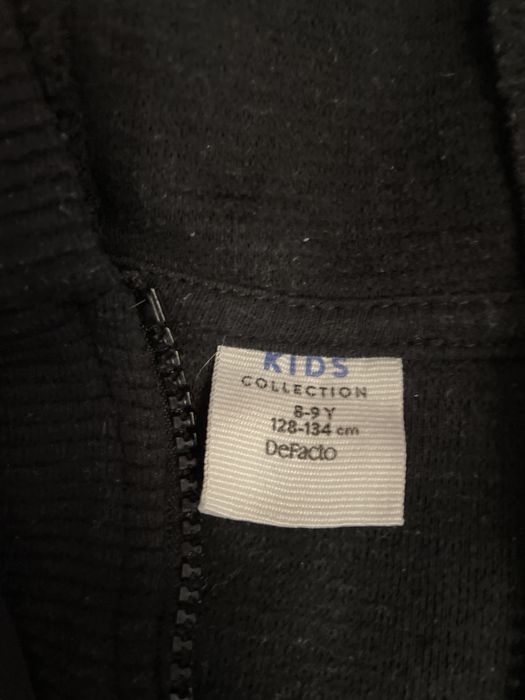 KIDS
COLLECTION
8-9 Y
128-134 cm
DeFacto